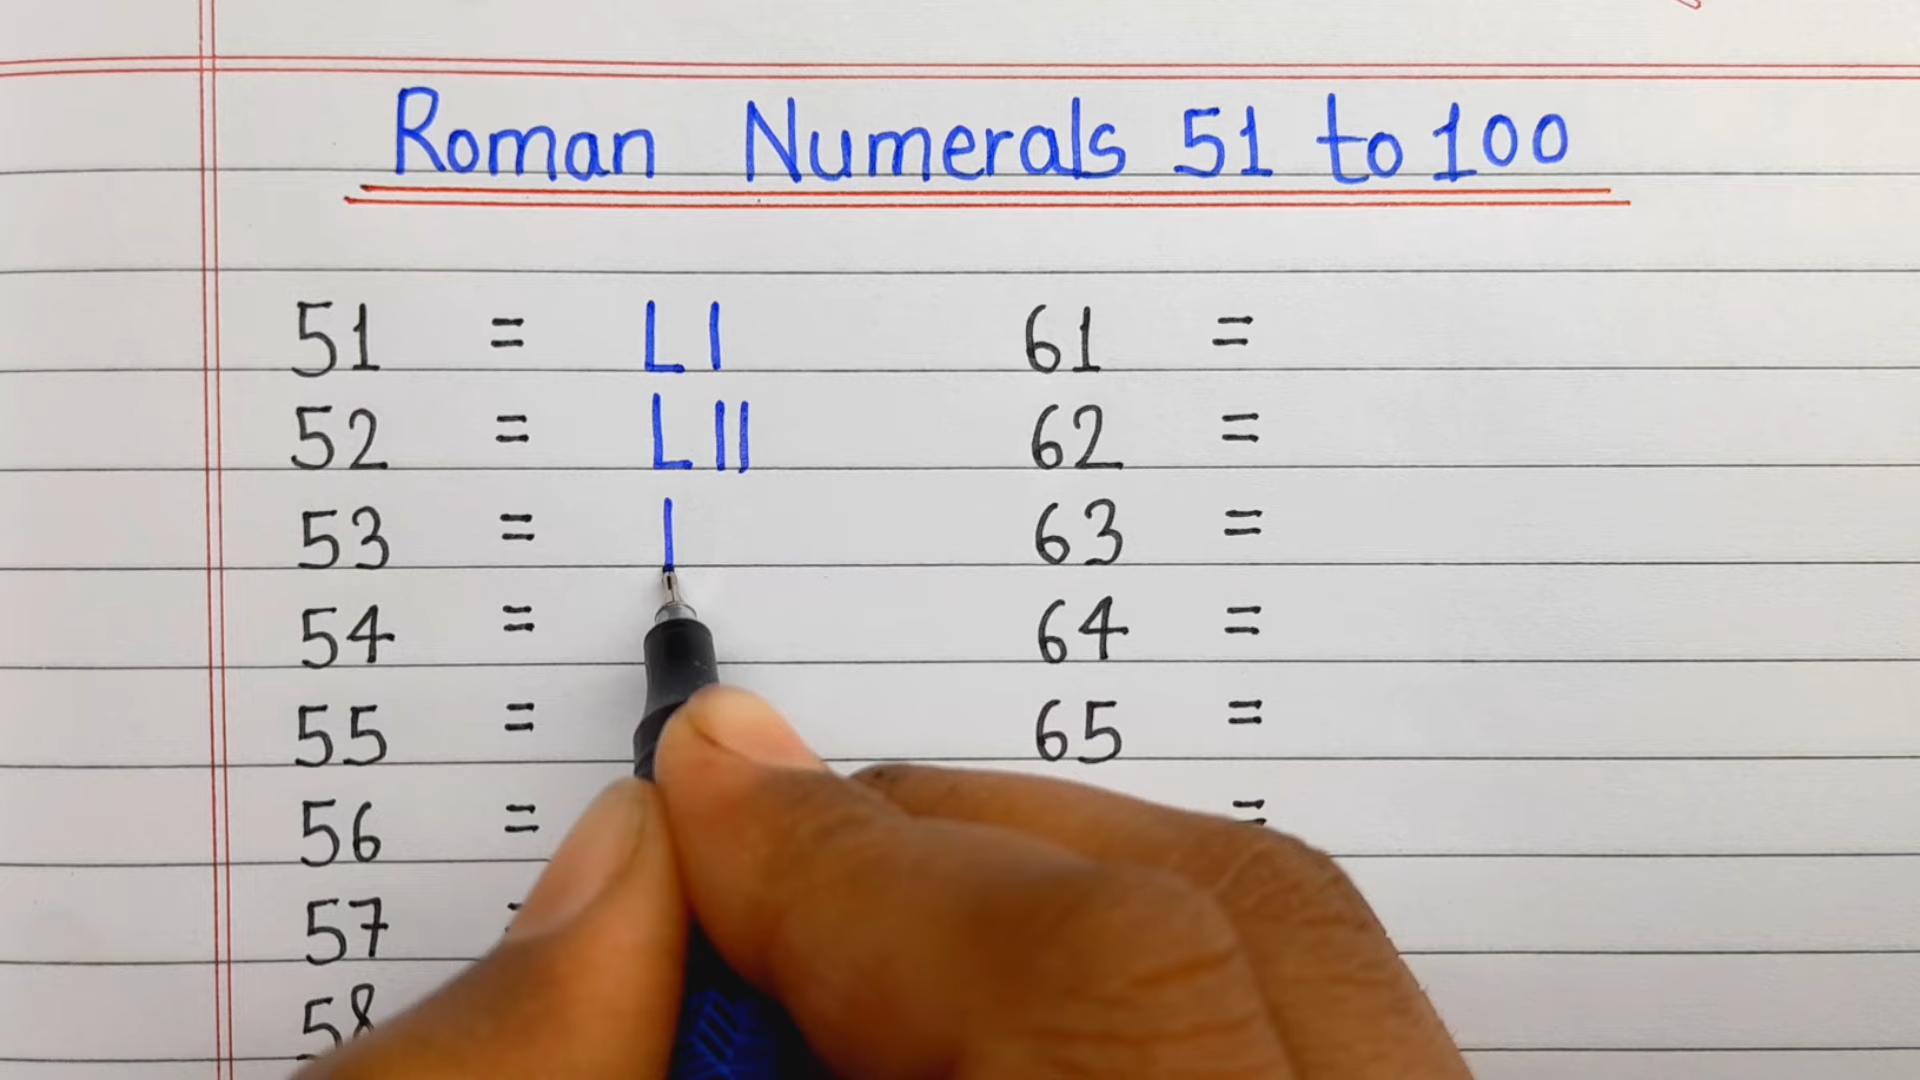 Roman Numerals 51 to 100
51 = LI 61 =
52 = LII 62 =
53 = | 63 =
54 = 64 =
55 = 65 =
56 = =
57
58